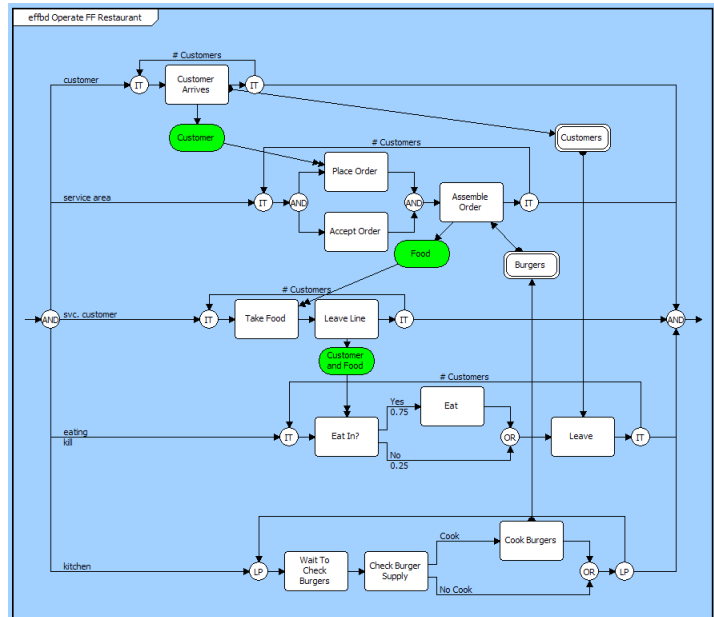 effbd Operate FF Restaurant
# Customers
customer
IT
Customer
Arrives
IT
Customer
Customers
# Customers
Place Order
service area
IT
AND
AND
Assemble
Order
IT
Accept Order
Food
Burgers
# Customers
AND
svc. customer
IT
Take Food
Leave Line
IT
AND
Customer
and Food
# Customers
Yes
0.75
Eat
eating
kill
IT
Eat In?
OR
Leave
IT
No
0.25
Cook
Cook Burgers
kitchen
LP
Wait To
Check
Burgers
Check Burger
Supply
OR
LP
No Cook